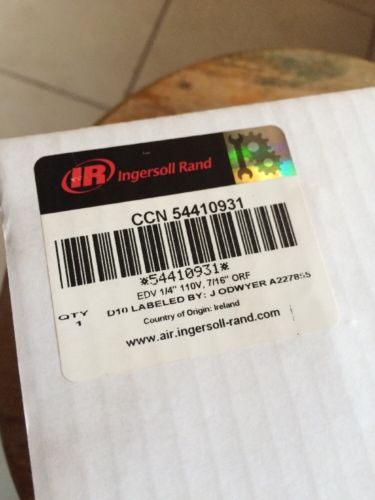 IR Ingersoll Rand
CCN 54410931
*54410931*
EDV 1/4" 110V, 7/16" ORF
QTY
1
D10 LABELED BY: J ODWYER A227855
Country of Origin: Ireland
www.air.ingersoll-rand.com